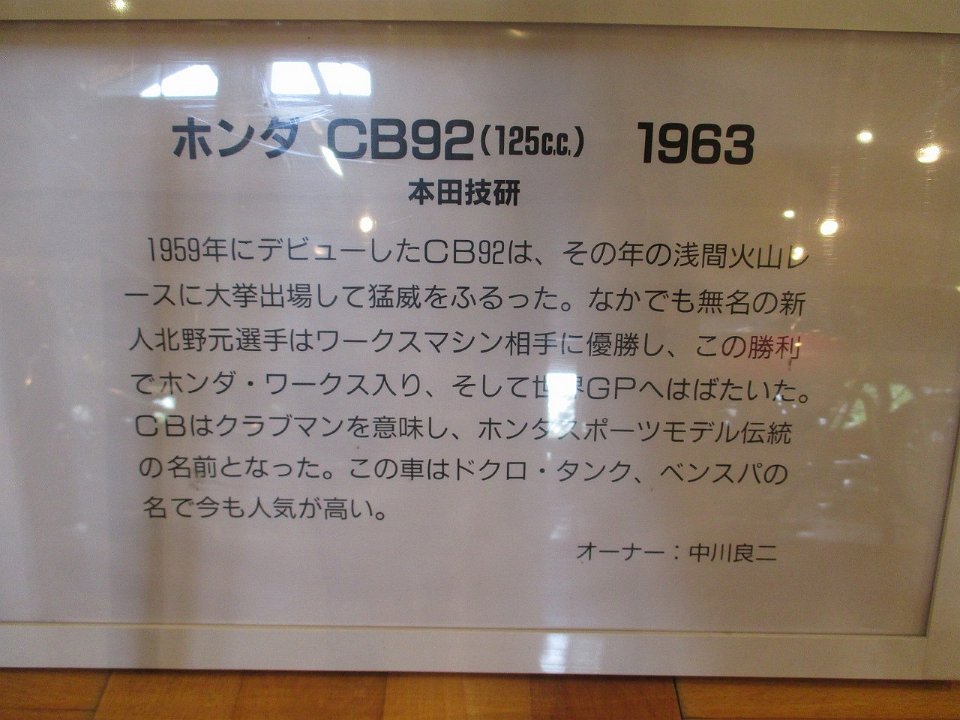 ホンダ CB92(125c.c.) 1963
本田技研
1959年にデビューしたCB92は、その年の浅間火山レ
ースに大挙出場して猛威をふるった。なかでも無名の新
人北野元選手はワークスマシン相手に優勝し、この勝利
でホンダ・ワークス入り、そして世界GPへはばたいた。
CBはクラブマンを意味し、ホンダスポーツモデル伝統
の名前となった。この車はドクロ・タンク、ベンスパの
名で今も人気が高い。
オーナー：中川良二